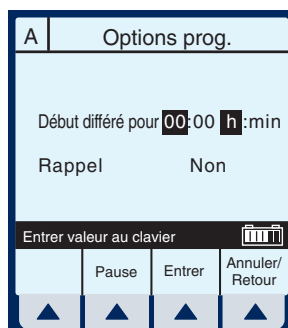 A Options prog.
Début différé pour 00:00 h:min
Rappel Non
Entrer valeur au clavier
Pause Entrer Annuler/
Retour